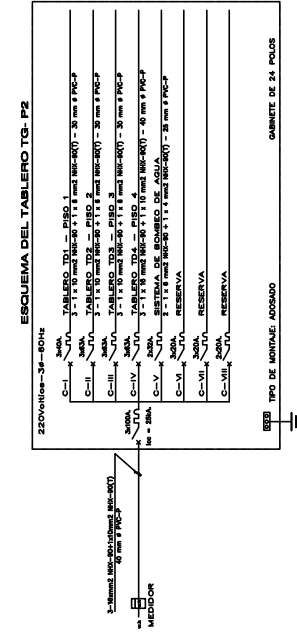 ESQUEMA DEL TABLERO TG- P2
220Voltios-3ø-60Hz
3x40A.
C-I
TABLERO TD1 - PISO 1
3 - 1 x 10 mm2 NHX-90 + 1 x 6 mm2 NHX-90(T) - 30 mm ø PVC-P
3x63A.
C-II
TABLERO TD2 - PISO 2
3 - 1 x 10 mm2 NHX-90 + 1 x 6 mm2 NHX-90(T) - 30 mm ø PVC-P
3x63A.
C-III
TABLERO TD3 - PISO 3
3 - 1 x 10 mm2 NHX-90 + 1 x 6 mm2 NHX-90(T) - 30 mm ø PVC-P
3x63A.
C-IV
TABLERO TD4 - PISO 4
3 - 1 x 16 mm2 NHX-90 + 1 x 10 mm2 NHX-90(T) - 40 mm ø PVC-P
2x32A.
C-V
SISTEMA DE BOMBEO DE AGUA
2 - 1 x 6 mm2 NHX-90 + 1 x 4 mm2 NHX-90(T) - 25 mm ø PVC-P
3x20A.
C-VI
RESERVA
3x20A.
C-VII
RESERVA
2x20A.
C-VIII
RESERVA
3x100A.
Icc = 25kA.
3-16mm2 NHX-90+1x10mm2 NHX-90(T)
40 mm ø PVC-P
MEDIDOR
TIPO DE MONTAJE: ADOSADO
GABINETE DE 24 POLOS